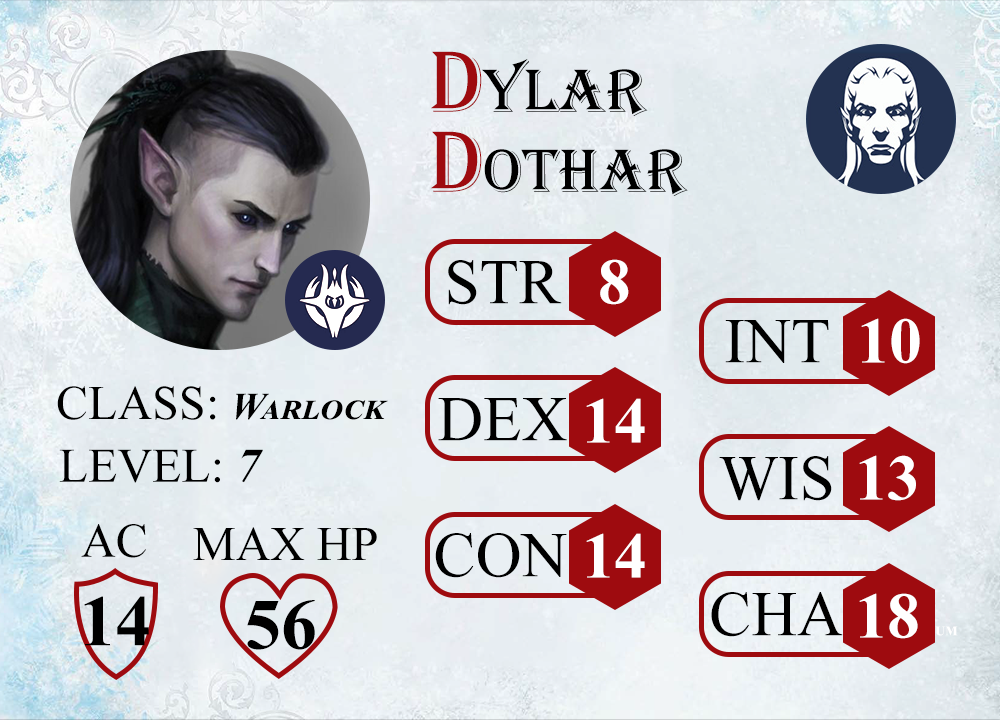 DYLAR
DOTHAR
CLASS: WARLOCK
LEVEL: 7
AC
14
MAX HP
56
STR 8
DEX 14
CON 14
INT 10
WIS 13
CHA 18